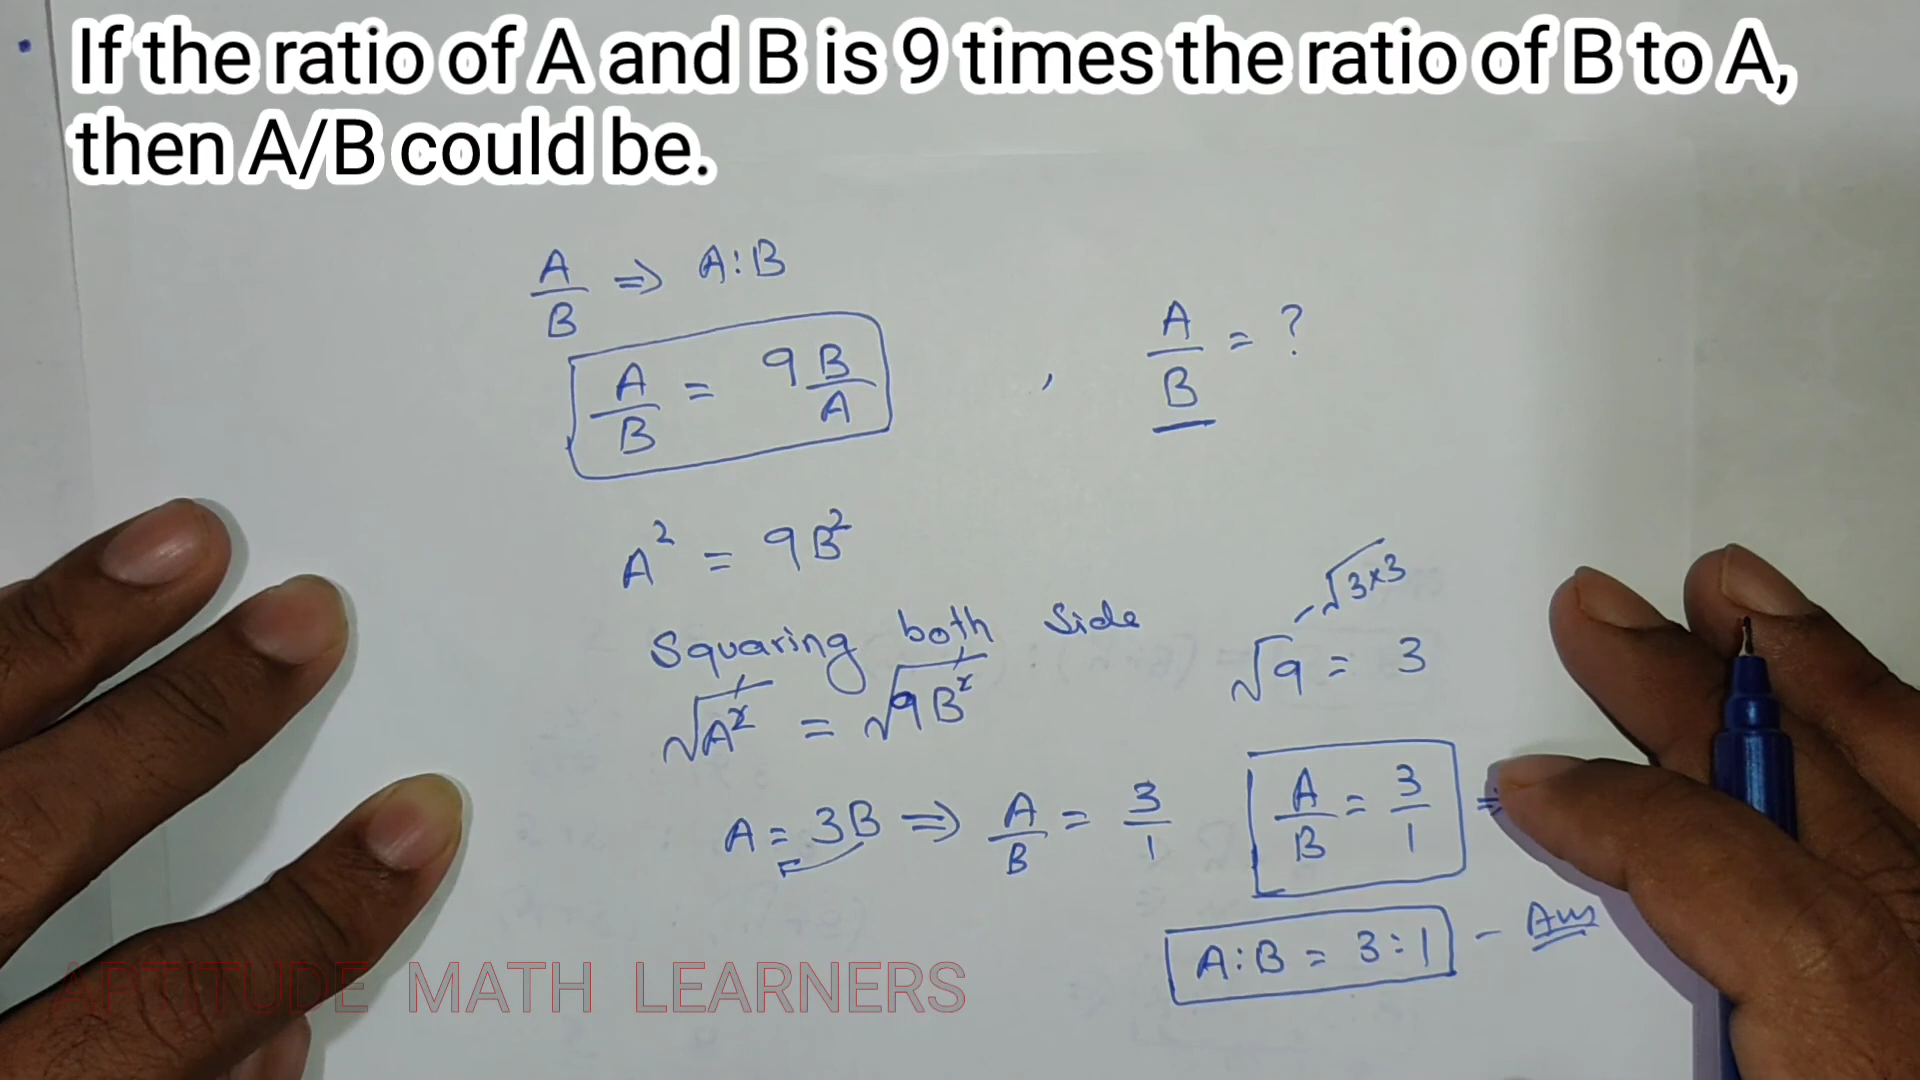 If the ratio of A and B is 9 times the ratio of B to A,
then A/B could be.
A/B ⇒ A:B
A/B = 9 B/A , A/B = ?
A² = 9B²
Squaring both Side
√A² = √9B²
√9 = 3
√3×3
A = 3B ⇒ A/B = 3/1
A/B = 3/1 ⇒
A:B = 3:1 - Ans
APTITUDE MATH LEARNERS